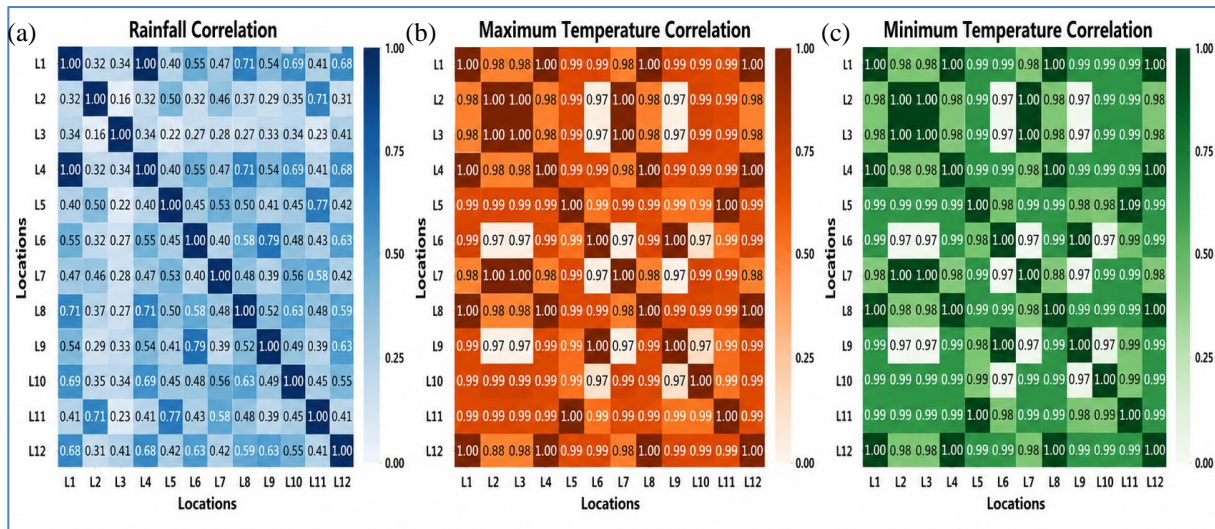 (a)
Rainfall Correlation
L1 1.00 0.32 0.34 1.00 0.40 0.55 0.47 0.71 0.54 0.69 0.41 0.68
L2 0.32 1.00 0.16 0.32 0.50 0.32 0.46 0.37 0.29 0.35 0.71 0.31
L3 0.34 0.16 1.00 0.34 0.22 0.27 0.28 0.27 0.33 0.34 0.23 0.41
L4 1.00 0.32 0.34 1.00 0.40 0.55 0.47 0.71 0.54 0.69 0.41 0.68
L5 0.40 0.50 0.22 0.40 1.00 0.45 0.53 0.50 0.41 0.45 0.77 0.42
L6 0.55 0.32 0.27 0.55 0.45 1.00 0.40 0.58 0.79 0.48 0.43 0.63
L7 0.47 0.46 0.28 0.47 0.53 0.40 1.00 0.48 0.39 0.56 0.58 0.42
L8 0.71 0.37 0.27 0.71 0.50 0.58 0.48 1.00 0.52 0.63 0.48 0.59
L9 0.54 0.29 0.33 0.54 0.41 0.79 0.39 0.52 1.00 0.49 0.39 0.63
L10 0.69 0.35 0.34 0.69 0.45 0.48 0.56 0.63 0.49 1.00 0.45 0.55
L11 0.41 0.71 0.23 0.41 0.77 0.43 0.58 0.48 0.39 0.45 1.00 0.41
L12 0.68 0.31 0.41 0.68 0.42 0.63 0.42 0.59 0.63 0.55 0.41 1.00
L1 L2 L3 L4 L5 L6 L7 L8 L9 L10 L11 L12
Locations
Locations
1.00
0.75
0.50
0.25
0.00
(b)
Maximum Temperature Correlation
L1 1.00 0.98 0.98 1.00 0.99 0.99 0.98 1.00 0.99 0.99 0.99 1.00
L2 0.98 1.00 1.00 0.98 0.99 0.97 1.00 0.98 0.97 0.99 0.99 0.98
L3 0.98 1.00 1.00 0.98 0.99 0.97 1.00 0.98 0.97 0.99 0.99 0.98
L4 1.00 0.98 0.98 1.00 0.99 0.99 0.98 1.00 0.99 0.99 0.99 1.00
L5 0.99 0.99 0.99 0.99 1.00 0.99 0.99 0.99 0.99 0.99 1.00 0.99
L6 0.99 0.97 0.97 0.99 0.99 1.00 0.97 0.99 1.00 0.97 0.99 0.99
L7 0.98 1.00 1.00 0.98 0.99 0.97 1.00 0.98 0.97 0.99 0.99 0.88
L8 1.00 0.98 0.98 1.00 0.99 0.99 0.98 1.00 0.99 0.99 0.99 1.00
L9 0.99 0.97 0.97 0.99 0.99 1.00 0.97 0.99 1.00 0.97 0.99 0.99
L10 0.99 0.99 0.99 0.99 0.99 0.97 0.99 0.99 0.97 1.00 0.99 0.99
L11 0.99 0.99 0.99 0.99 1.00 0.99 0.99 0.99 0.99 0.99 1.00 0.99
L12 1.00 0.88 0.98 1.00 0.99 0.99 0.98 1.00 0.99 0.99 0.99 1.00
L1 L2 L3 L4 L5 L6 L7 L8 L9 L10 L11 L12
Locations
Locations
1.00
0.75
0.50
0.25
0.00
(c)
Minimum Temperature Correlation
L1 1.00 0.98 0.98 1.00 0.99 0.99 0.98 1.00 0.99 0.99 0.99 1.00
L2 0.98 1.00 1.00 0.98 0.99 0.97 1.00 0.98 0.97 0.99 0.99 0.98
L3 0.98 1.00 1.00 0.98 0.99 0.97 1.00 0.98 0.97 0.99 0.99 0.98
L4 1.00 0.98 0.98 1.00 0.99 0.99 0.98 1.00 0.99 0.99 0.99 1.00
L5 0.99 0.99 0.99 0.99 1.00 0.98 0.99 0.99 0.98 0.98 1.09 0.99
L6 0.99 0.97 0.97 0.99 0.98 1.00 0.97 0.99 1.00 0.97 0.98 0.99
L7 0.98 1.00 1.00 0.98 0.99 0.97 1.00 0.98 0.97 0.99 0.99 0.98
L8 1.00 0.98 0.98 1.00 0.99 0.99 0.98 1.00 0.99 0.99 0.99 1.00
L9 0.99 0.97 0.97 0.99 0.98 1.00 0.97 0.99 1.00 0.97 0.99 0.99
L10 0.99 0.99 0.99 0.99 0.99 0.97 0.99 0.99 0.97 1.00 0.99 0.99
L11 0.99 0.99 0.99 0.99 1.00 0.98 0.99 0.99 0.98 0.99 1.00 0.99
L12 1.00 0.98 0.98 1.00 0.99 0.99 0.98 1.00 0.99 0.99 0.99 1.00
L1 L2 L3 L4 L5 L6 L7 L8 L9 L10 L11 L12
Locations
Locations
1.00
0.75
0.50
0.25
0.00